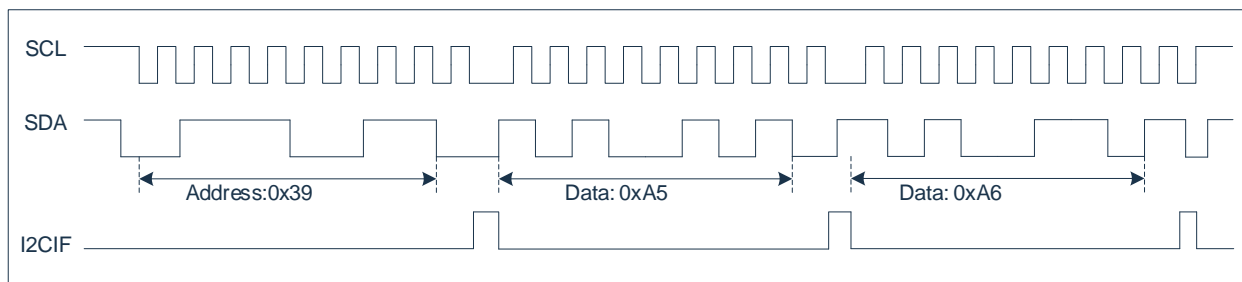 SCL
SDA
Address:0x39
Data: 0xA5
Data: 0xA6
I2CIF